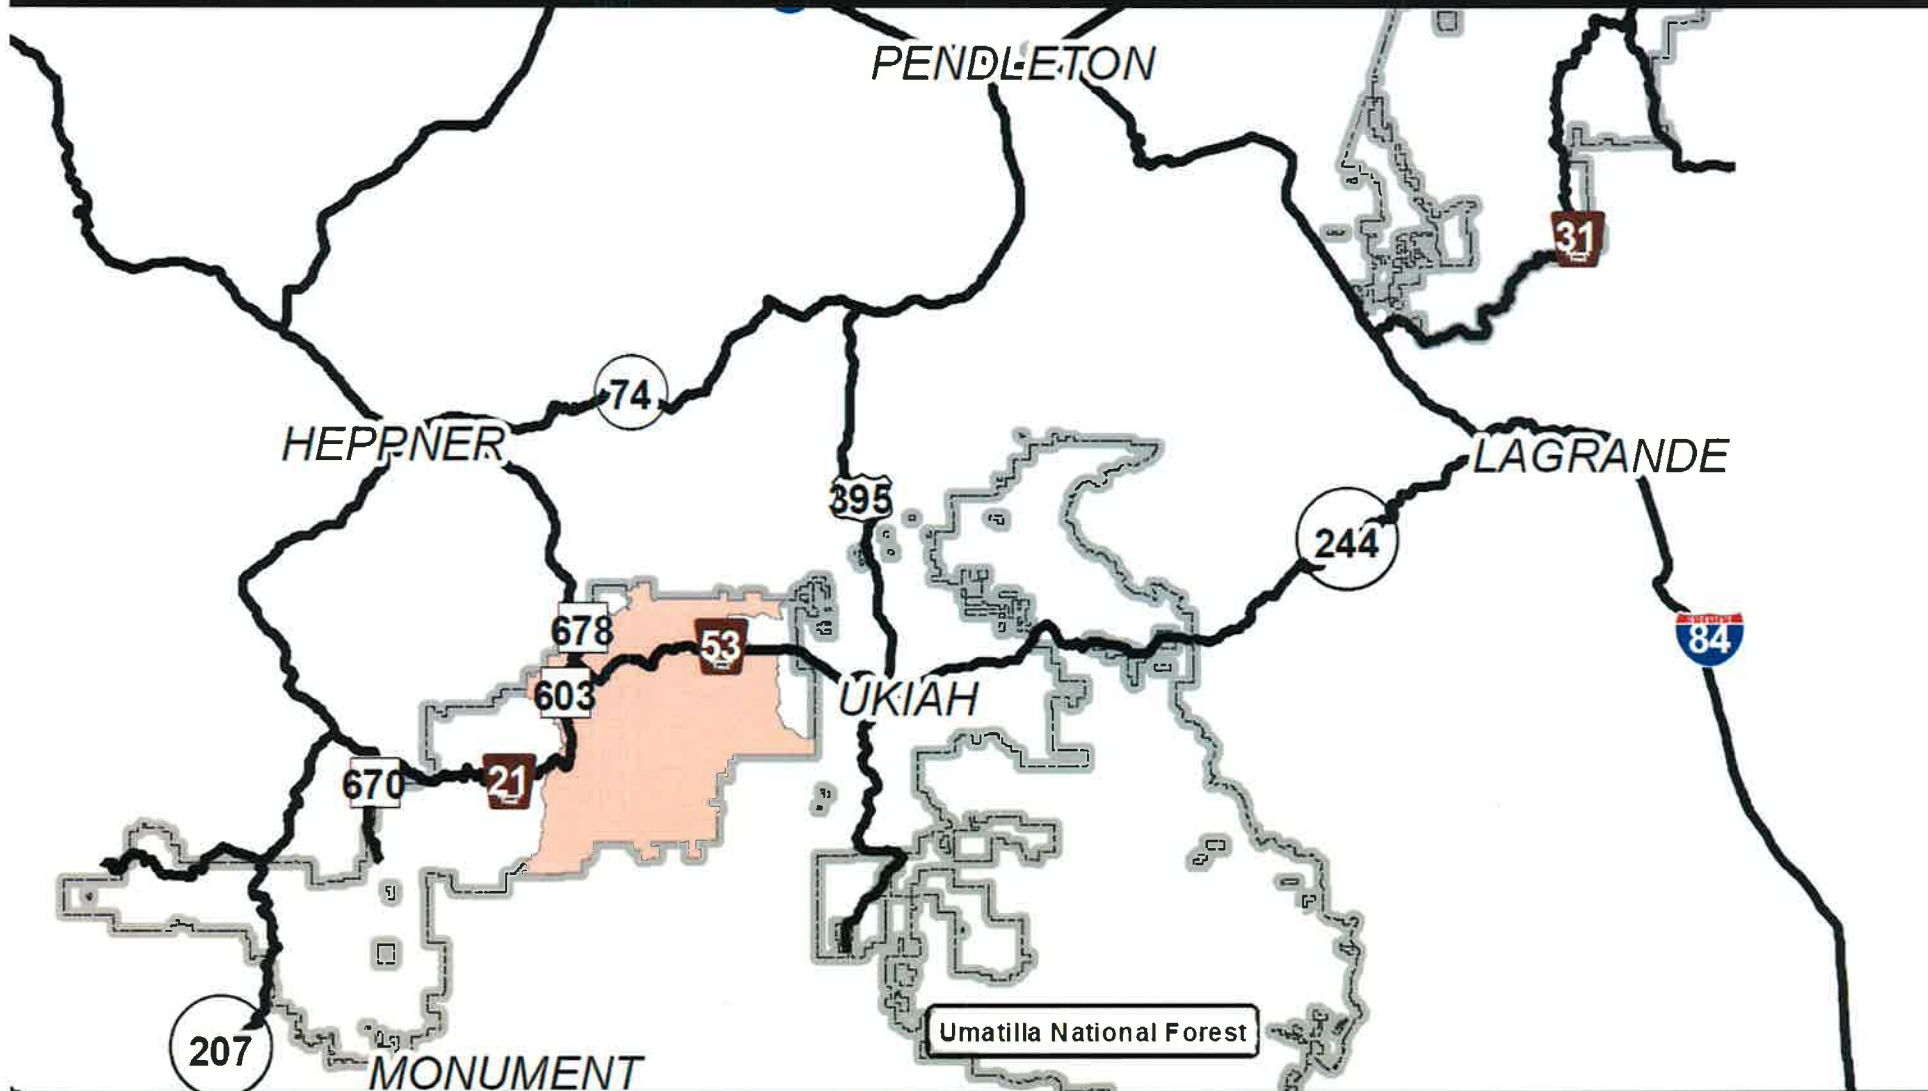 PENDLETON
31
74
HEPPNER
LAGRANDE
395
244
678
53
84
603
UKIAH
670
21
Umatilla National Forest
207
MONUMENT